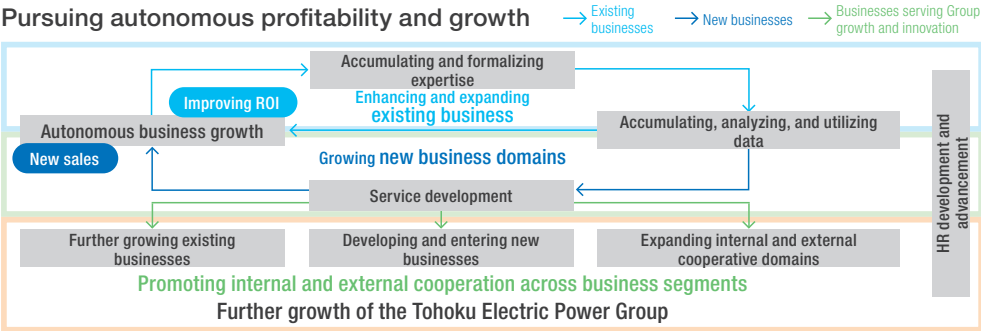 Pursuing autonomous profitability and growth
Existing
businesses
New businesses
Businesses serving Group
growth and innovation
Accumulating and formalizing
expertise
Improving ROI
Enhancing and expanding
existing business
Autonomous business growth
Accumulating, analyzing, and utilizing
data
New sales
Growing new business domains
Service development
HR development and
advancement
Further growing existing
businesses
Developing and entering new
businesses
Expanding internal and external
cooperative domains
Promoting internal and external cooperation across business segments
Further growth of the Tohoku Electric Power Group